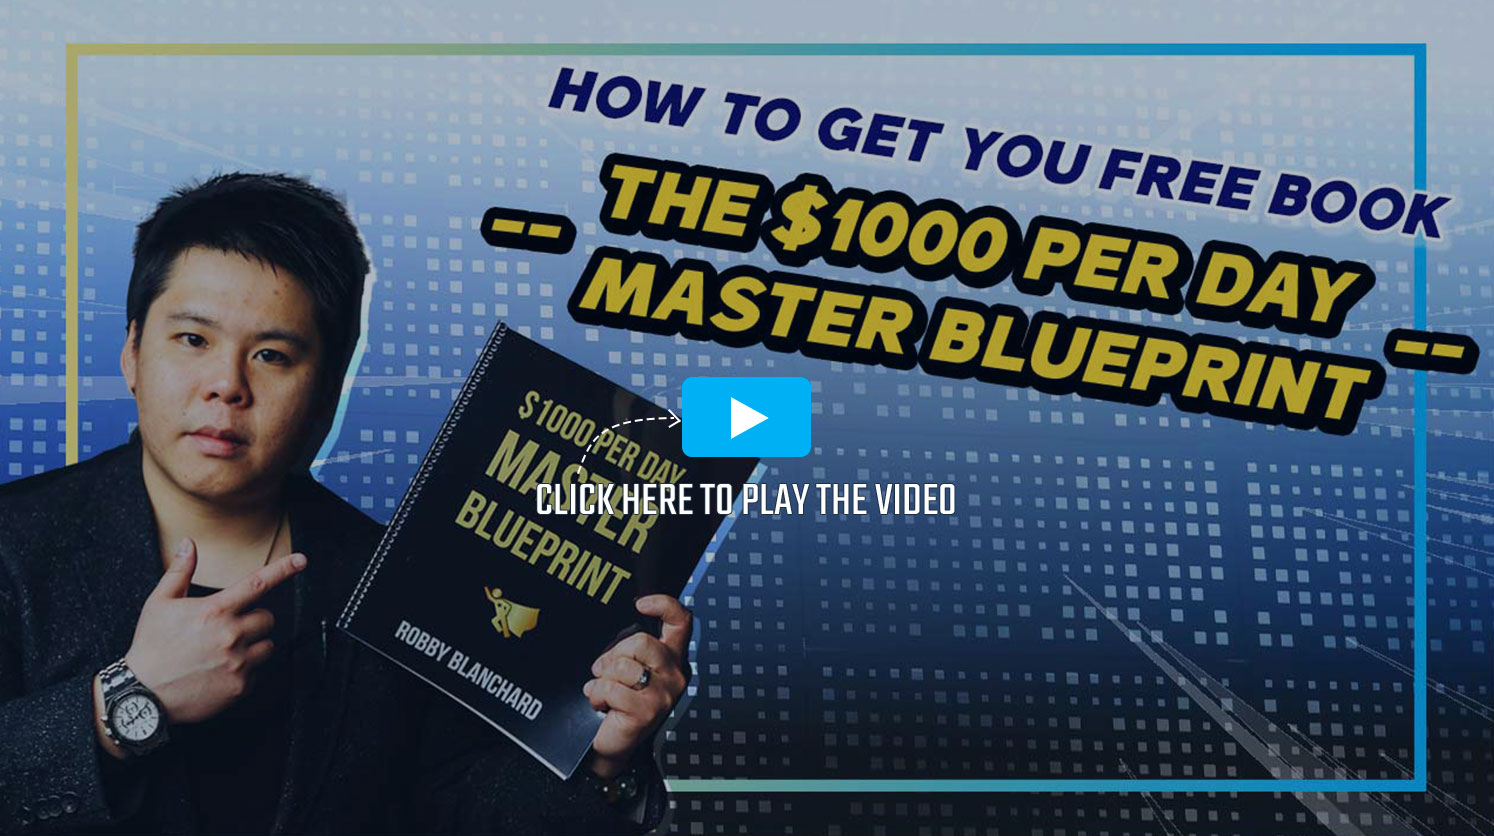 HOW TO GET YOU FREE BOOK
-- THE $1000 PER DAY
MASTER BLUEPRINT --
$1000 PER DAY
MASTER
BLUEPRINT
ROBBY BLANCHARD
CLICK HERE TO PLAY THE VIDEO